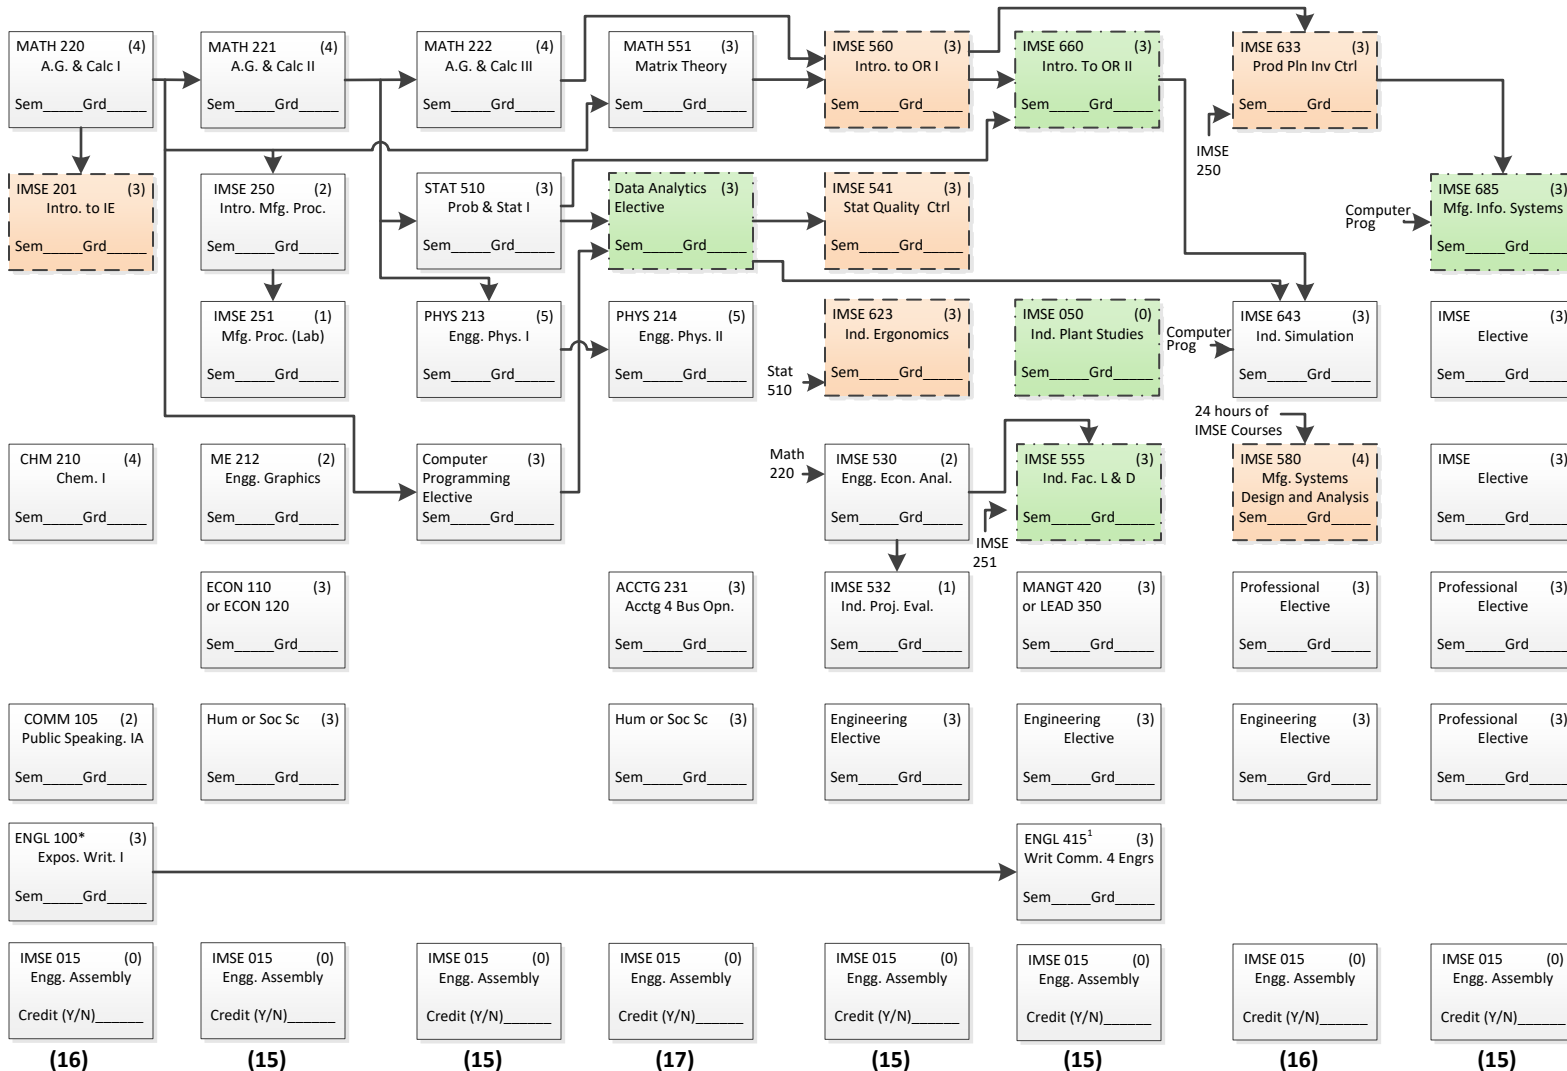 MATH 220 (4)
A.G. & Calc I
Sem_____Grd_____
MATH 221 (4)
A.G. & Calc II
Sem_____Grd_____
MATH 222 (4)
A.G. & Calc III
Sem_____Grd_____
MATH 551 (3)
Matrix Theory
Sem_____Grd_____
IMSE 560 (3)
Intro. to OR I
Sem_____Grd_____
IMSE 660 (3)
Intro. To OR II
Sem_____Grd_____
IMSE 633 (3)
Prod Pln Inv Ctrl
Sem_____Grd_____
IMSE
250
IMSE 201 (3)
Intro. to IE
Sem_____Grd_____
IMSE 250 (2)
Intro. Mfg. Proc.
Sem_____Grd_____
STAT 510 (3)
Prob & Stat I
Sem_____Grd_____
Data Analytics (3)
Elective
Sem_____Grd_____
IMSE 541 (3)
Stat Quality Ctrl
Sem_____Grd_____
Computer
Prog
IMSE 685 (3)
Mfg. Info. Systems
Sem_____Grd_____
IMSE 251 (1)
Mfg. Proc. (Lab)
Sem_____Grd_____
PHYS 213 (5)
Engg. Phys. I
Sem_____Grd_____
PHYS 214 (5)
Engg. Phys. II
Sem_____Grd_____
Stat
510
IMSE 623 (3)
Ind. Ergonomics
Sem_____Grd_____
IMSE 050 (0)
Ind. Plant Studies
Sem_____Grd_____
Computer
Prog
IMSE 643 (3)
Ind. Simulation
Sem_____Grd_____
IMSE (3)
Elective
Sem_____Grd_____
CHM 210 (4)
Chem. I
Sem_____Grd_____
ME 212 (2)
Engg. Graphics
Sem_____Grd_____
Computer (3)
Programming
Elective
Sem_____Grd_____
Math
220
IMSE 530 (2)
Engg. Econ. Anal.
Sem_____Grd_____
IMSE
251
IMSE 555 (3)
Ind. Fac. L & D
Sem_____Grd_____
24 hours of
IMSE Courses
IMSE 580 (4)
Mfg. Systems
Design and Analysis
Sem_____Grd_____
IMSE (3)
Elective
Sem_____Grd_____
ECON 110 (3)
or ECON 120
Sem_____Grd_____
ACCTG 231 (3)
Acctg 4 Bus Opn.
Sem_____Grd_____
IMSE 532 (1)
Ind. Proj. Eval.
Sem_____Grd_____
MANGT 420 (3)
or LEAD 350
Sem_____Grd_____
Professional (3)
Elective
Sem_____Grd_____
Professional (3)
Elective
Sem_____Grd_____
COMM 105 (2)
Public Speaking. IA
Sem_____Grd_____
Hum or Soc Sc (3)
Sem_____Grd_____
Hum or Soc Sc (3)
Sem_____Grd_____
Engineering (3)
Elective
Sem_____Grd_____
Engineering (3)
Elective
Sem_____Grd_____
Engineering (3)
Elective
Sem_____Grd_____
Professional (3)
Elective
Sem_____Grd_____
ENGL 100* (3)
Expos. Writ. I
Sem_____Grd_____
ENGL 415¹ (3)
Writ Comm. 4 Engrs
Sem_____Grd_____
IMSE 015 (0)
Engg. Assembly
Credit (Y/N)______
IMSE 015 (0)
Engg. Assembly
Credit (Y/N)______
IMSE 015 (0)
Engg. Assembly
Credit (Y/N)______
IMSE 015 (0)
Engg. Assembly
Credit (Y/N)______
IMSE 015 (0)
Engg. Assembly
Credit (Y/N)______
IMSE 015 (0)
Engg. Assembly
Credit (Y/N)______
IMSE 015 (0)
Engg. Assembly
Credit (Y/N)______
IMSE 015 (0)
Engg. Assembly
Credit (Y/N)______
(16) (15) (15) (17) (15) (15) (16) (15)